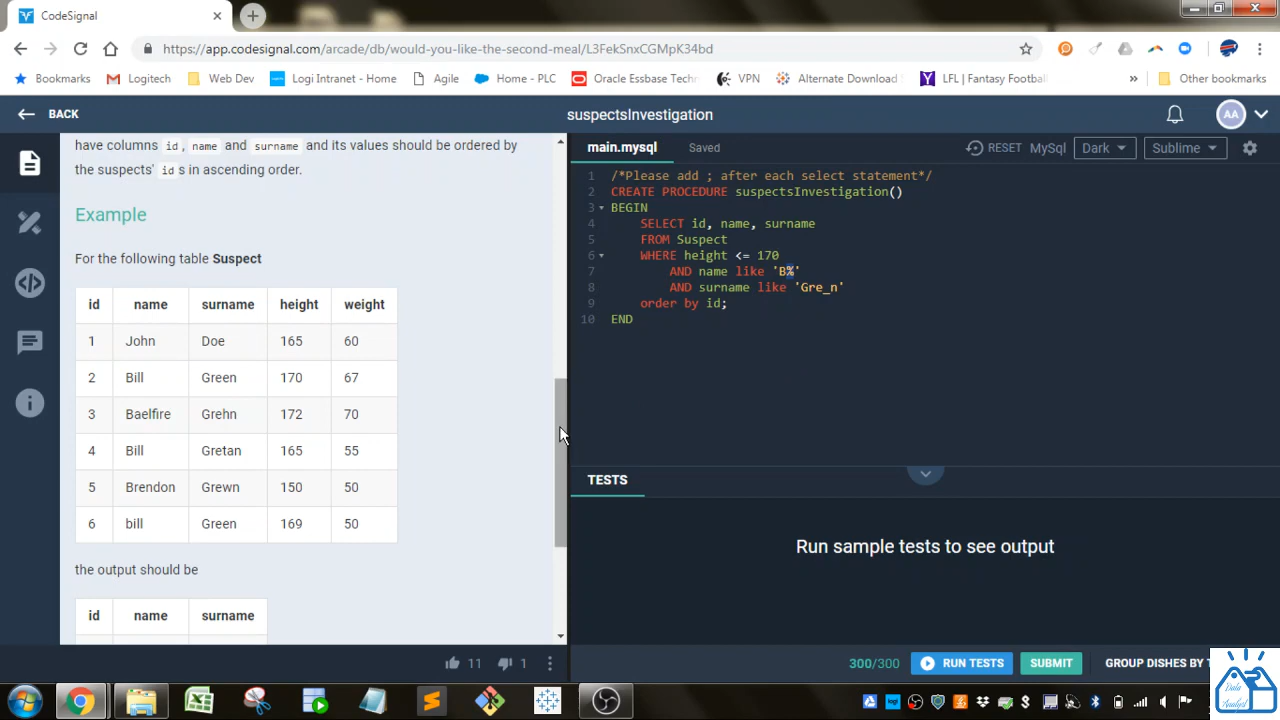 CodeSignal
https://app.codesignal.com/arcade/db/would-you-like-the-second-meal/L3FekSnxCGMpK34bd
Bookmarks Logitech Web Dev Logi Intranet - Home Agile Home - PLC Oracle Essbase Techn VPN Alternate Download LFL | Fantasy Football » Other bookmarks
BACK suspectsInvestigation AA
have columns id, name and surname and its values should be ordered by
the suspects' id s in ascending order.
Example
For the following table Suspect
id name surname height weight
1 John Doe 165 60
2 Bill Green 170 67
3 Baelfire Grehn 172 70
4 Bill Gretan 165 55
5 Brendon Grewn 150 50
6 bill Green 169 50
the output should be
id name surname
11 1
main.mysql Saved RESET MySql Dark Sublime
1 /*Please add ; after each select statement*/
2 CREATE PROCEDURE suspectsInvestigation()
3 BEGIN
4 SELECT id, name, surname
5 FROM Suspect
6 WHERE height <= 170
7 AND name like 'B%'
8 AND surname like 'Gre_n'
9 order by id;
10 END
TESTS
Run sample tests to see output
300/300 RUN TESTS SUBMIT GROUP DISHES BY T
Data
Analyst